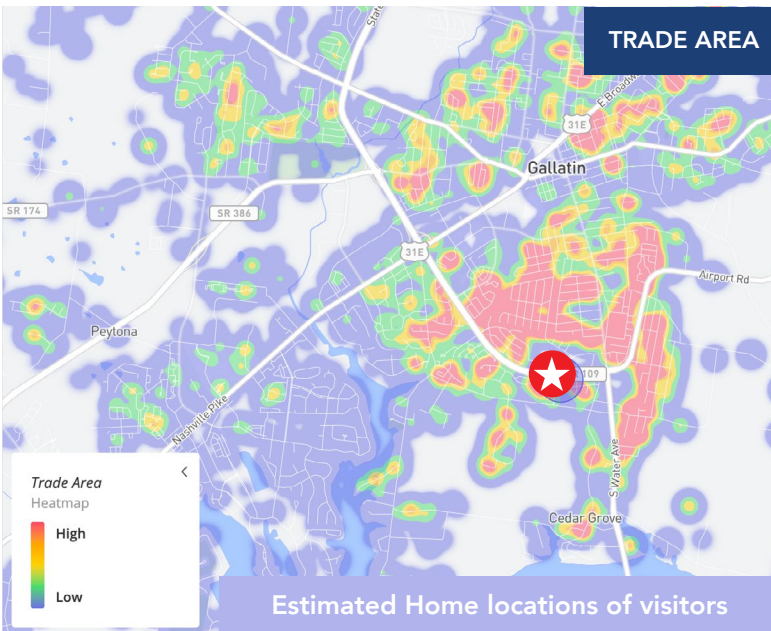 State
TRADE AREA
E Broadw
31E
Gallatin
SR 174
SR 386
31E
Airport Rd
Peytona
109
Nashville Pike
S Water Ave
Trade Area
Heatmap
High
Low
Cedar Grove
Estimated Home locations of visitors